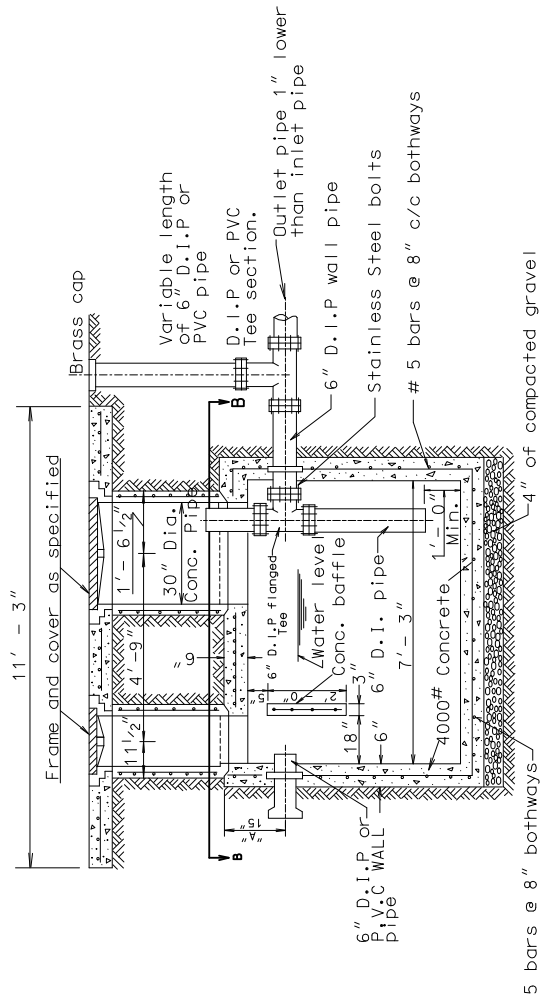 11' - 3"
Frame and cover as specified
Brass cap
Variable length
of 6" D.I.P or
PVC pipe
D.I.P or PVC
Tee section.
Outlet pipe 1" lower
than inlet pipe
6" D.I.P wall pipe
Stainless Steel bolts
# 5 bars @ 8" c/c bothways
4" of compacted gravel
5 bars @ 8" bothways
11 1/2"
4'-9"
1'-6 1/2"
30" Dia.
Conc. Pipe
B
B
6"
6" D.I.P flanged
Tee
Water level
Conc. baffle
5"
2'-0"
3"
18"
6"
6" D.I. pipe
7'-3"
1'-0"
Min.
4000# Concrete
"A"
15"
6" D.I.P or
P.V.C WALL
pipe